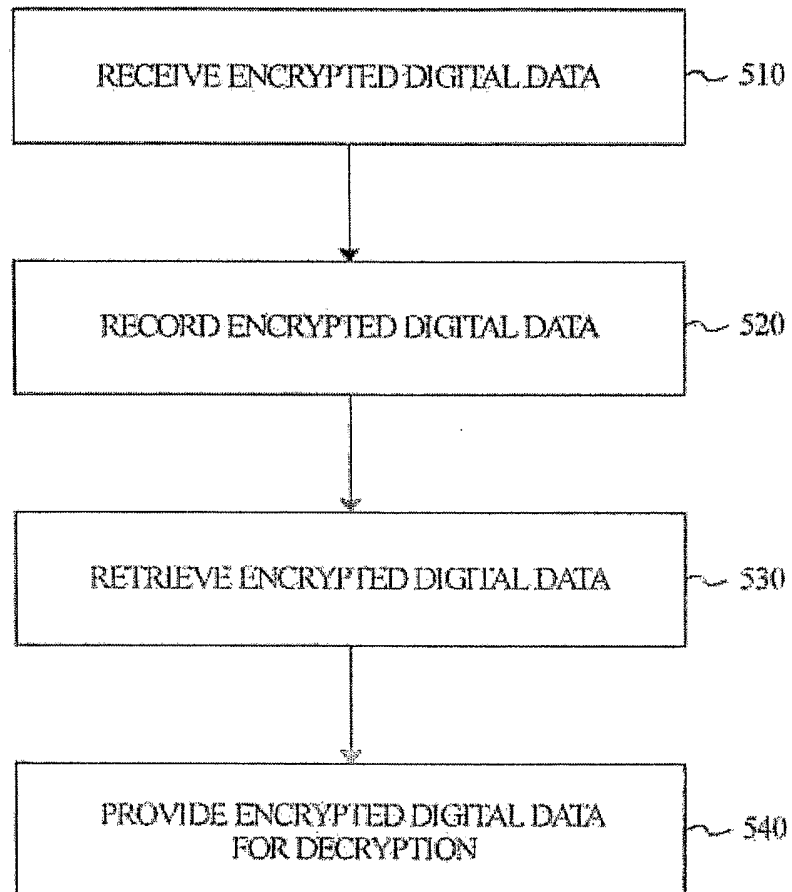 RECEIVE ENCRYPTED DIGITAL DATA
510
RECORD ENCRYPTED DIGITAL DATA
520
RETRIEVE ENCRYPTED DIGITAL DATA
530
PROVIDE ENCRYPTED DIGITAL DATA
FOR DECRYPTION
540